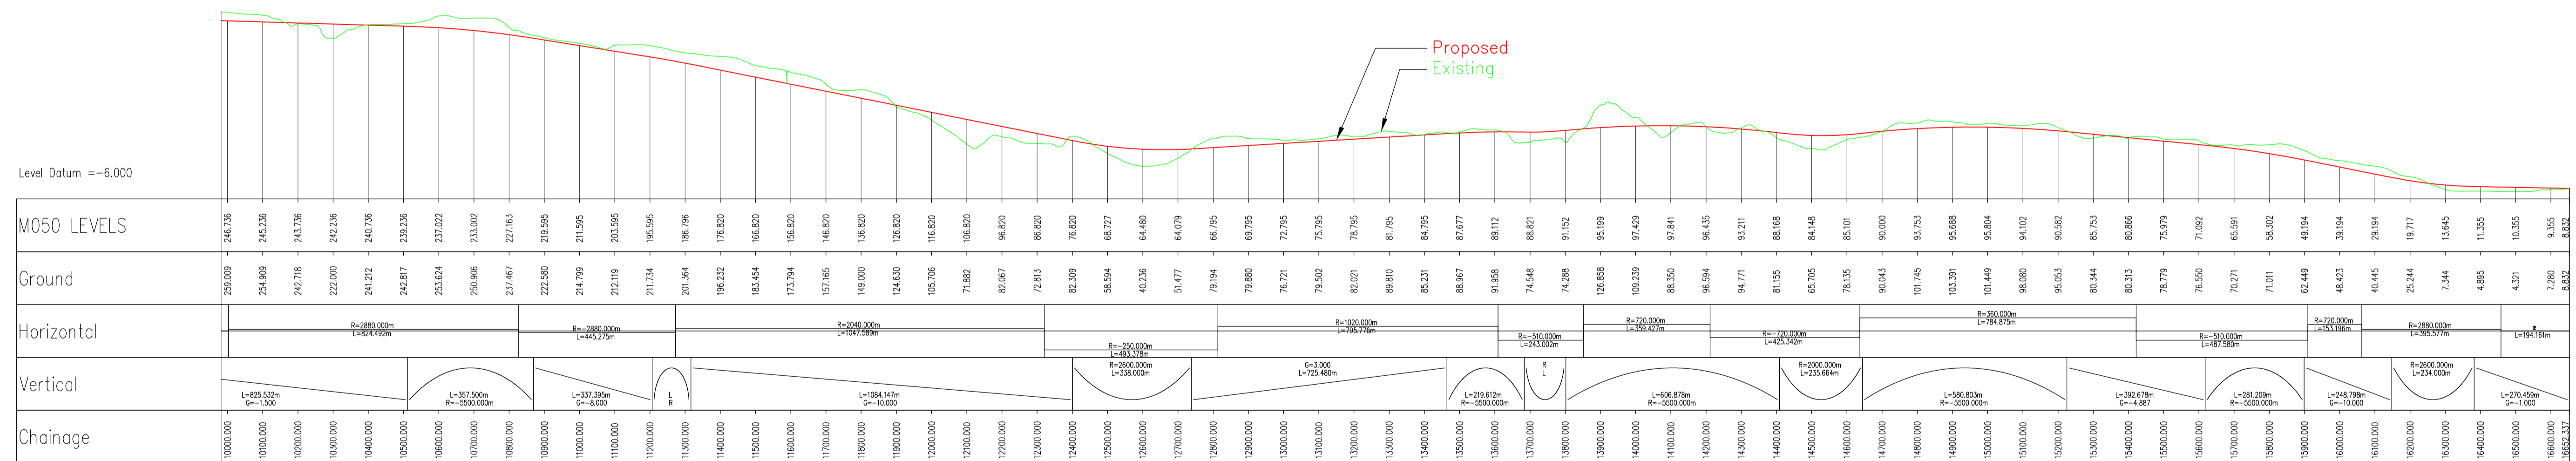 Proposed
Existing
Level Datum =-6.000
M050 LEVELS
246.736 245.236 243.736 242.236 240.736 239.236 237.022 233.002 227.163 219.595 211.595 203.595 195.595 186.796 176.820 166.820 156.820 146.820 136.820 126.820 116.820 106.820 96.820 86.820 76.820 68.727 64.480 64.079 66.795 69.795 72.795 75.795 78.795 81.795 84.795 87.677 89.112 88.821 91.152 95.199 97.429 97.841 96.435 93.211 88.168 84.148 85.101 90.000 93.753 95.688 95.804 94.102 90.582 85.753 80.866 75.979 71.092 65.591 58.302 49.194 39.194 29.194 19.717 13.645 11.355 10.355 9.355 8.832
Ground
259.009 254.909 242.718 222.000 241.212 242.817 253.624 250.906 237.467 222.580 214.799 212.119 211.734 201.364 196.232 183.454 173.794 157.165 149.000 124.630 105.706 71.882 82.067 72.813 82.309 58.594 40.236 51.477 79.194 79.880 76.721 79.502 82.021 89.810 85.231 88.967 91.958 74.548 74.288 126.858 109.239 88.350 96.594 94.771 81.155 65.705 78.135 90.043 101.745 103.391 101.449 98.080 95.053 80.344 80.313 78.779 76.550 70.271 71.011 62.449 48.423 40.445 25.244 7.344 4.895 4.321 7.280 8.832
Horizontal
R=2880.000m
L=824.492m
R=-2880.000m
L=445.275m
R=2040.000m
L=1047.589m
R=-250.000m
L=493.378m
R=1020.000m
L=795.776m
R=-510.000m
L=243.002m
R=720.000m
L=359.427m
R=-720.000m
L=425.342m
R=360.000m
L=784.875m
R=-510.000m
L=487.580m
R=720.000m
L=153.196m
R=2880.000m
L=395.577m
L=194.161m
Vertical
L=825.532m
G=-1.500
L=357.500m
R=-5500.000m
L=337.395m
G=-8.000
L
R
L=1084.147m
G=-10.000
R=2600.000m
L=338.000m
G=3.000
L=725.480m
L=219.612m
R=-5500.000m
R
L
L=606.878m
R=-5500.000m
R=2000.000m
L=235.664m
L=580.803m
R=-5500.000m
L=392.678m
G=-4.887
L=281.209m
R=-5500.000m
L=248.798m
G=-10.000
R=2600.000m
L=234.000m
L=270.459m
G=-1.000
Chainage
10000.000 10100.000 10200.000 10300.000 10400.000 10500.000 10600.000 10700.000 10800.000 10900.000 11000.000 11100.000 11200.000 11300.000 11400.000 11500.000 11600.000 11700.000 11800.000 11900.000 12000.000 12100.000 12200.000 12300.000 12400.000 12500.000 12600.000 12700.000 12800.000 12900.000 13000.000 13100.000 13200.000 13300.000 13400.000 13500.000 13600.000 13700.000 13800.000 13900.000 14000.000 14100.000 14200.000 14300.000 14400.000 14500.000 14600.000 14700.000 14800.000 14900.000 15000.000 15100.000 15200.000 15300.000 15400.000 15500.000 15600.000 15700.000 15800.000 15900.000 16000.000 16100.000 16200.000 16300.000 16400.000 16500.000 16600.000 16652.337